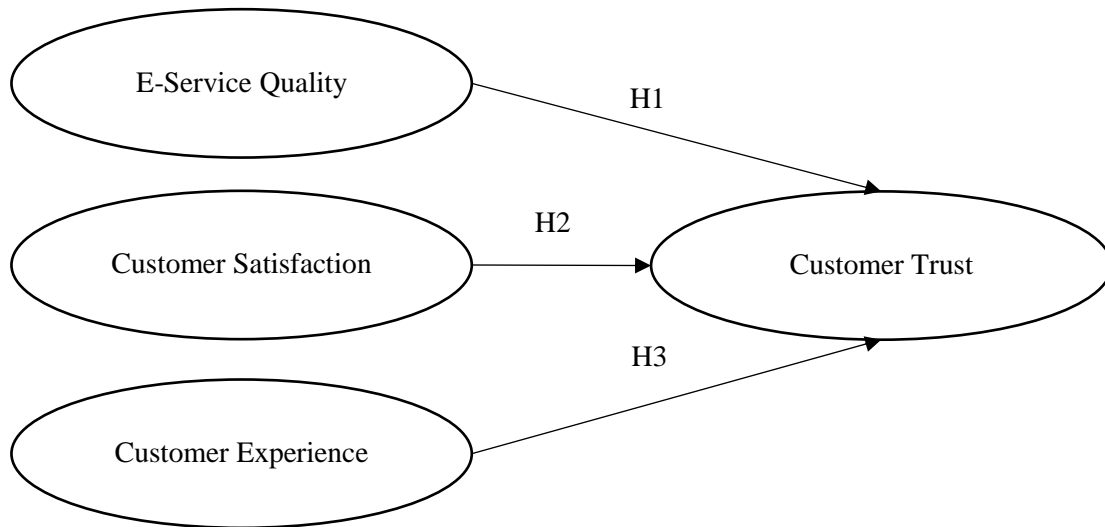 E-Service Quality
H1
H2
Customer Satisfaction
Customer Trust
H3
Customer Experience